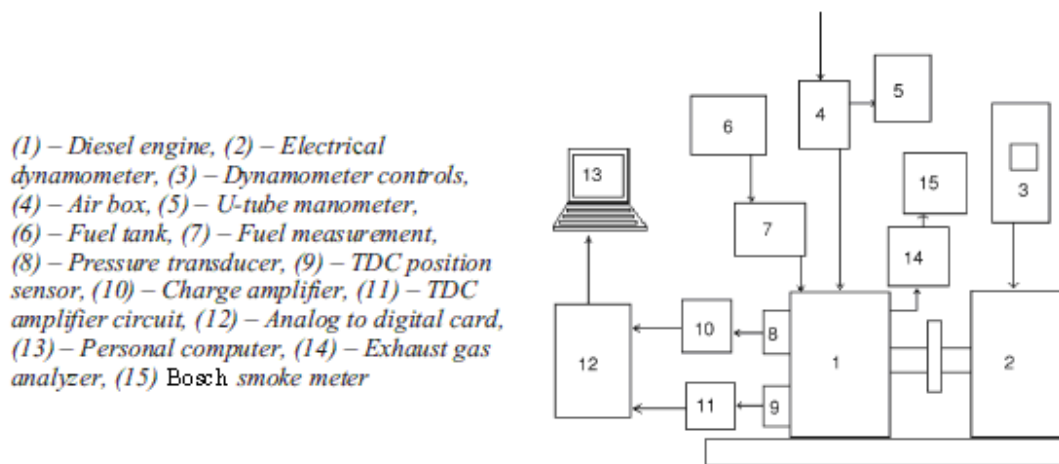 (1) – Diesel engine, (2) – Electrical
dynamometer, (3) – Dynamometer controls,
(4) – Air box, (5) – U-tube manometer,
(6) – Fuel tank, (7) – Fuel measurement,
(8) – Pressure transducer, (9) – TDC position
sensor, (10) – Charge amplifier, (11) – TDC
amplifier circuit, (12) – Analog to digital card,
(13) – Personal computer, (14) – Exhaust gas
analyzer, (15) Bosch smoke meter
5
4
6
13
15
3
7
14
10
8
12
1
2
11
9